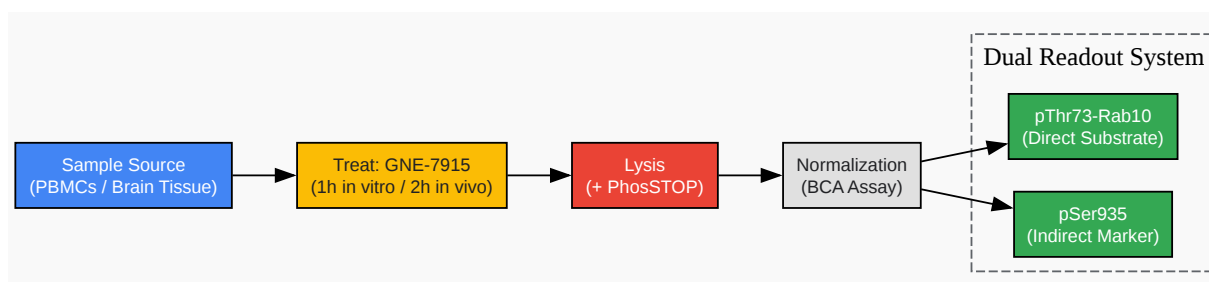 Dual Readout System
Sample Source
(PBMCs / Brain Tissue)
Treat: GNE-7915
(1h in vitro / 2h in vivo)
Lysis
(+ PhosSTOP)
Normalization
(BCA Assay)
pThr73-Rab10
(Direct Substrate)
pSer935
(Indirect Marker)